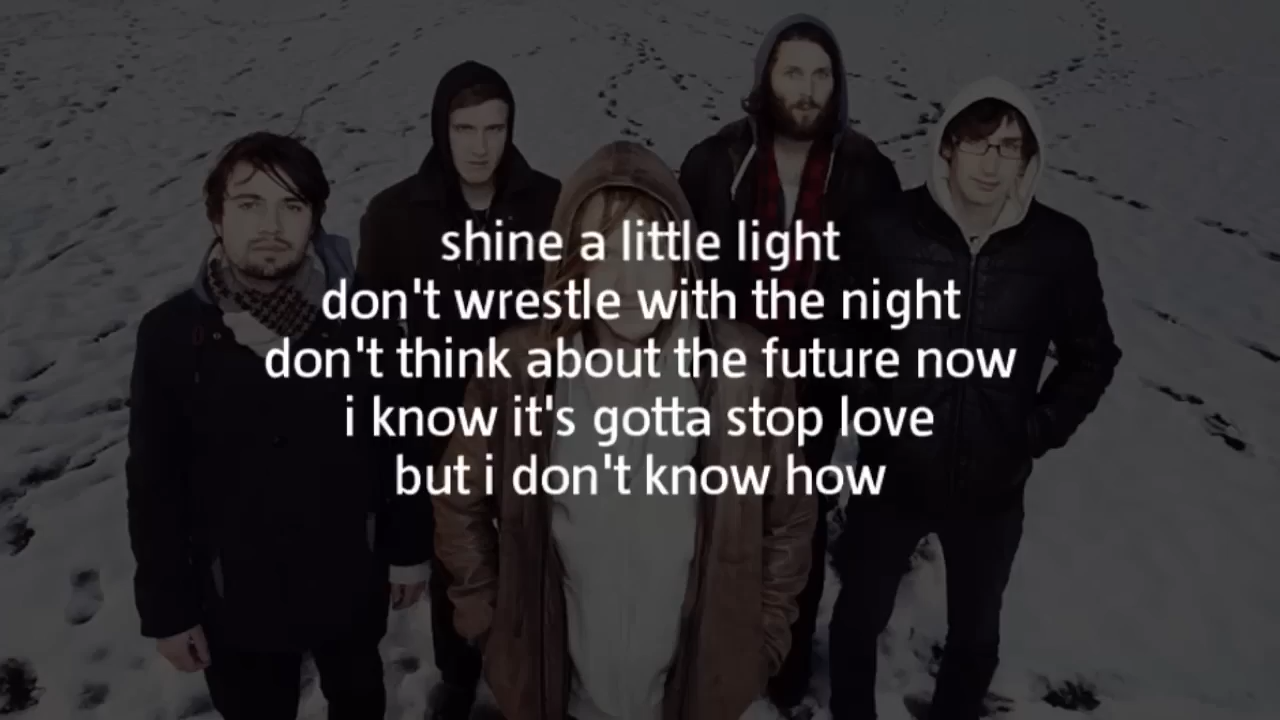 shine a little light
don't wrestle with the night
don't think about the future now
i know it's gotta stop love
but i don't know how